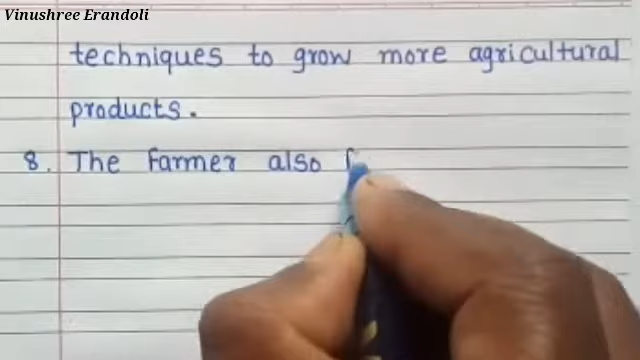 Vinushree Erandoli
techniques to grow more agricultural
products.
8. The farmer also